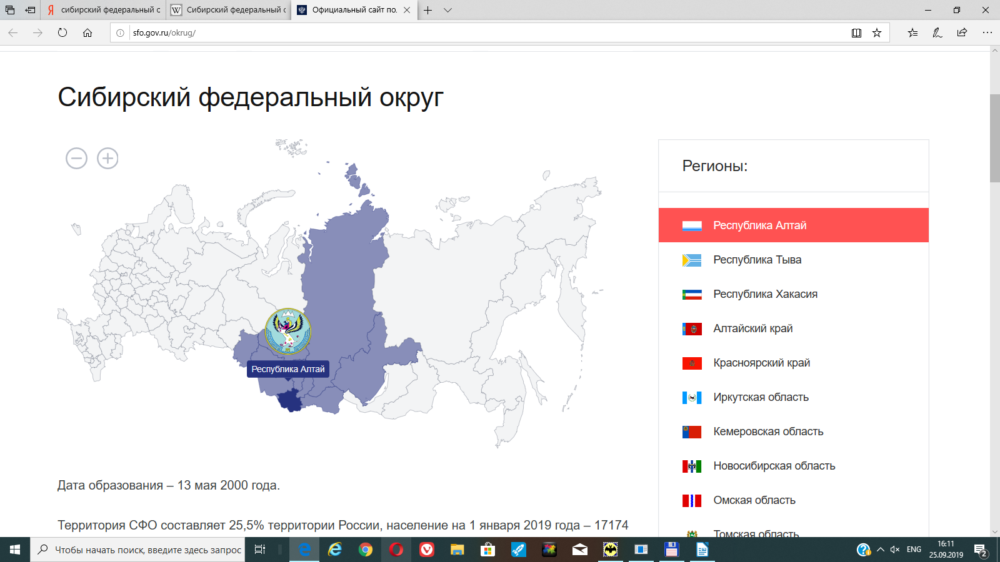 сибирский федеральный о
Сибирский федеральный о
Официальный сайт по
sfo.gov.ru/okrug/
Сибирский федеральный округ
Регионы:
Республика Алтай
Республика Тыва
Республика Хакасия
Алтайский край
Красноярский край
Иркутская область
Кемеровская область
Новосибирская область
Омская область
Томская область
Республика Алтай
Дата образования – 13 мая 2000 года.
Территория СФО составляет 25,5% территории России, население на 1 января 2019 года – 17174
Чтобы начать поиск, введите здесь запрос
ENG
16:11
25.09.2019
2